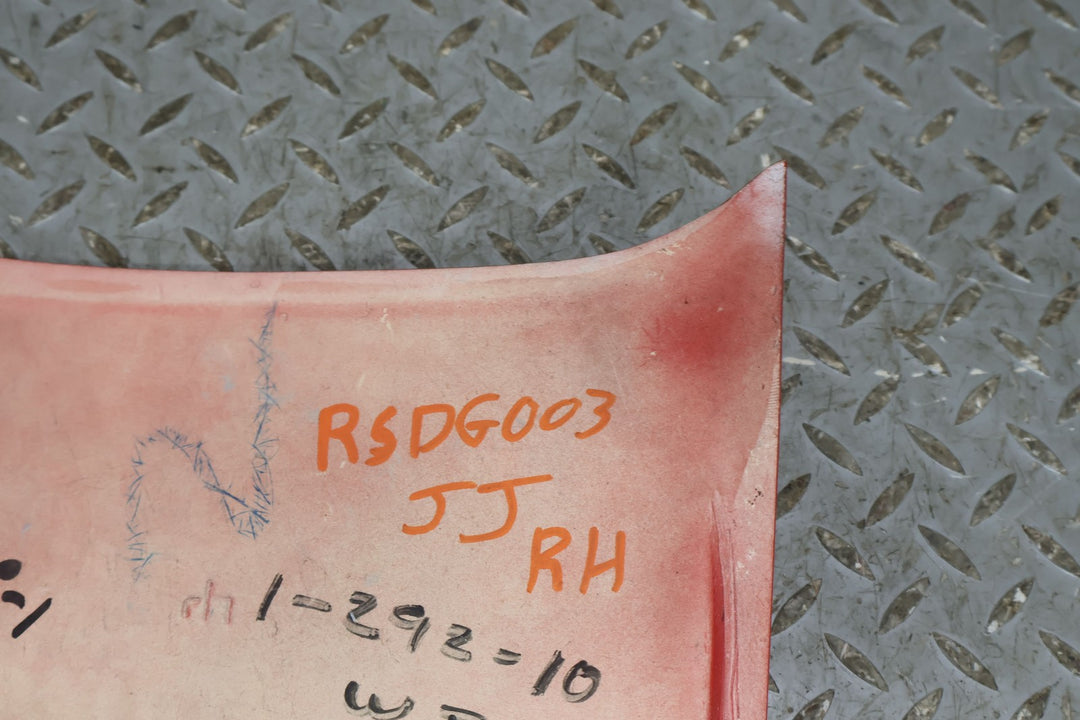 RSDG003
JJ
RH
rh 1-292=10